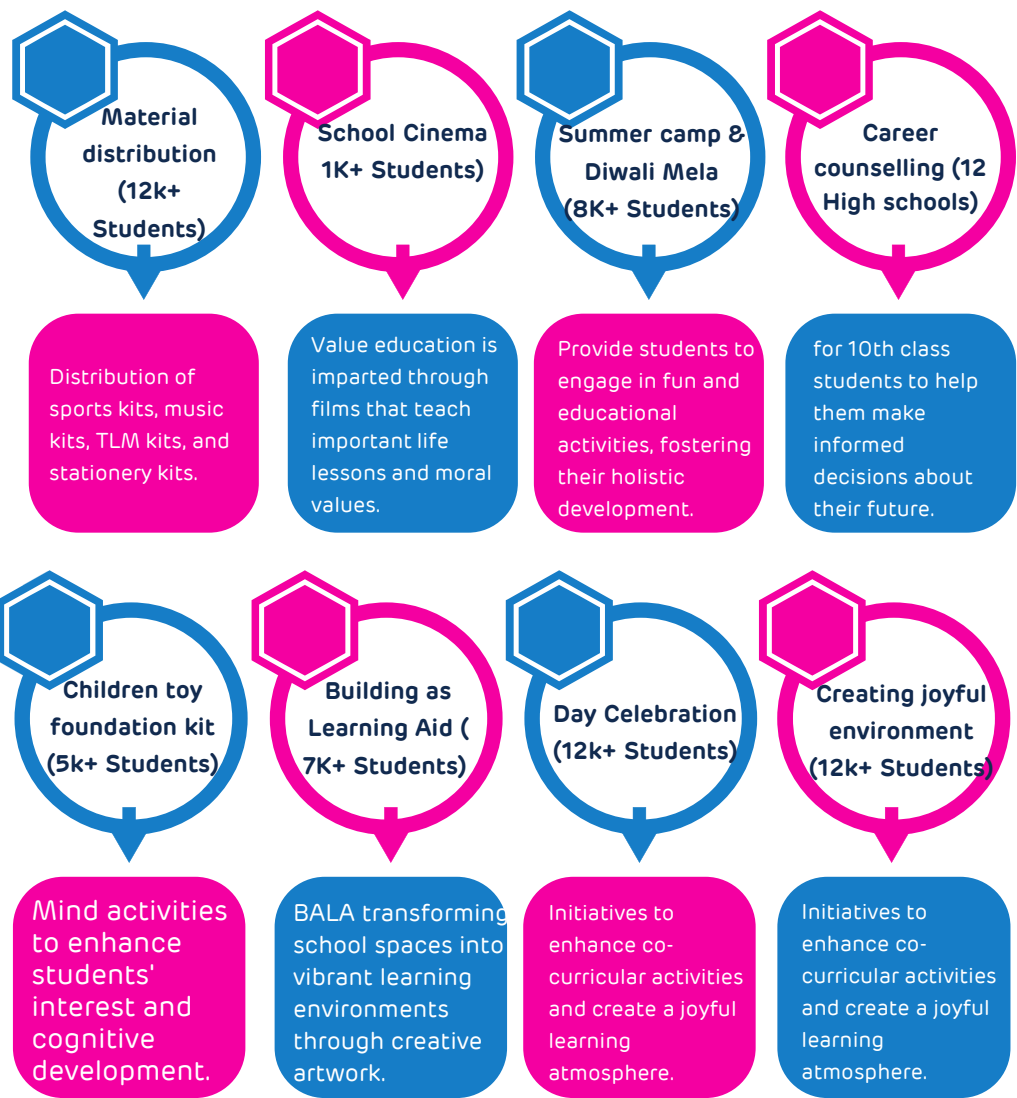 Material
distribution
(12k+
Students)
School Cinema
1K+ Students)
Summer camp &
Diwali Mela
(8K+ Students)
Career
counselling (12
High schools)
Distribution of
sports kits, music
kits, TLM kits, and
stationery kits.
Value education is
imparted through
films that teach
important life
lessons and moral
values.
Provide students to
engage in fun and
educational
activities, fostering
their holistic
development.
for 10th class
students to help
them make
informed
decisions about
their future.
Children toy
foundation kit
(5k+ Students)
Building as
Learning Aid (
7K+ Students)
Day Celebration
(12k+ Students)
Creating joyful
environment
(12k+ Students)
Mind activities
to enhance
students'
interest and
cognitive
development.
BALA transforming
school spaces into
vibrant learning
environments
through creative
artwork.
Initiatives to
enhance co-
curricular activities
and create a joyful
learning
atmosphere.
Initiatives to
enhance co-
curricular activities
and create a joyful
learning
atmosphere.